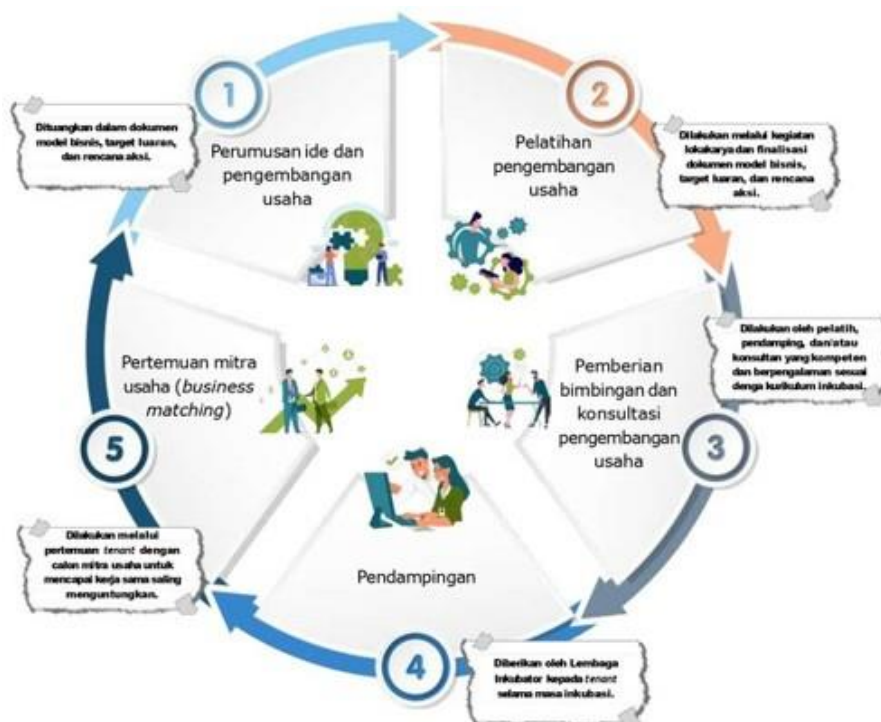 1
Dituangkan dalam dokumen
model bisnis, target luaran,
dan rencana aksi.
Perumusan ide dan
pengembangan
usaha
2
Pelatihan
pengembangan
usaha
Dilakukan melalui kegiatan
lokakarya dan finalisasi
dokumen model bisnis,
target luaran, dan rencana
aksi.
3
Pemberian
bimbingan dan
konsultasi
pengembangan
usaha
Dilakukan oleh pelatih,
pendamping, dan/atau
konsultan yang kompeten
dan berpengalaman sesuai
denga kurikulum inkubasi.
4
Pendampingan
Diberikan oleh Lembaga
Inkubator kepada tenant
selama masa inkubasi.
5
Pertemuan mitra
usaha (business
matching)
Dilakukan melalui
pertemuan tenant dengan
calon mitra usaha untuk
mencapai kerja sama saling
menguntungkan.